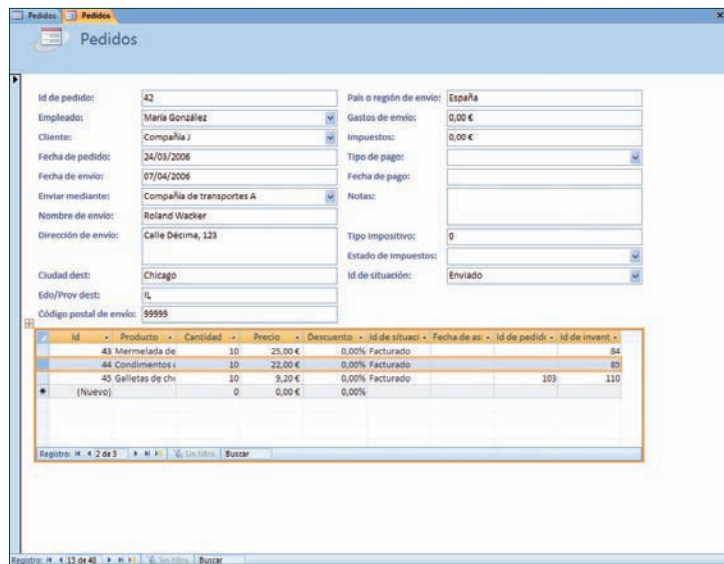 Pedidos Pedidos
Pedidos
Id de pedido: 42 País o región de envío: España
Empleado: María González Gastos de envío: 0,00 €
Cliente: Compañía J Impuestos: 0,00 €
Fecha de pedido: 24/03/2006 Tipo de pago:
Fecha de envío: 07/04/2006 Fecha de pago:
Enviar mediante: Compañía de transportes A Notas:
Nombre de envío: Roland Wacker
Dirección de envío: Calle Décima, 123 Tipo impositivo: 0
Estado de impuestos:
Ciudad dest: Chicago Id de situación: Enviado
Edo/Prov dest: IL
Código postal de envío: 99999
Id Producto Cantidad Precio Descuento Id de situaci Fecha de as Id de pedid Id de invent
43 Mermelada de 10 25,00 € 0,00% Facturado 84
44 Condimentos 10 22,00 € 0,00% Facturado 85
45 Galletas de ch 10 9,20 € 0,00% Facturado 103 110
(Nuevo) 0 0,00 € 0,00%
Registro: 2 de 3 Sin filtro Buscar
Registro: 13 de 48 Sin filtro Buscar